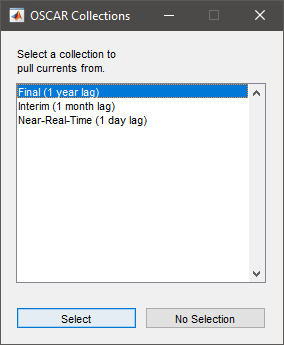 OSCAR Collections
Select a collection to
pull currents from.
Final (1 year lag)
Interim (1 month lag)
Near-Real-Time (1 day lag)
Select
No Selection